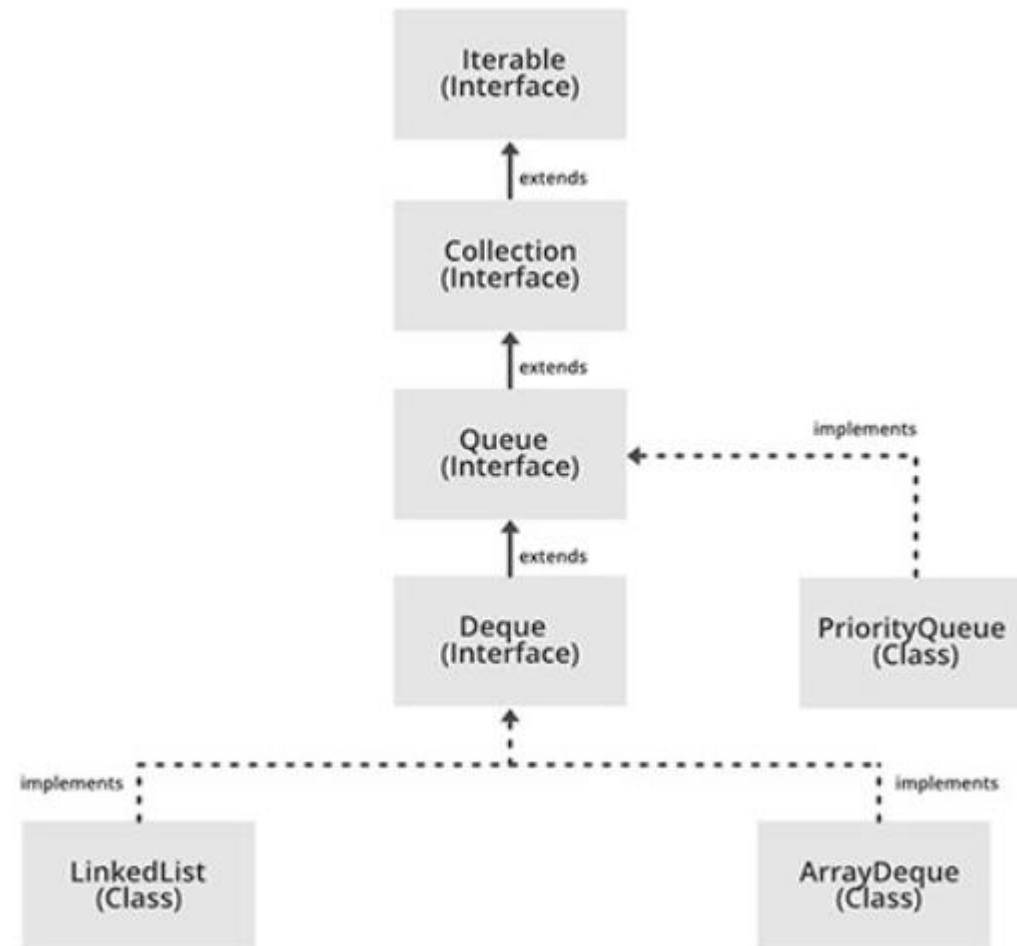 Iterable
(Interface)
extends
Collection
(Interface)
extends
Queue
(Interface)
implements
extends
Deque
(Interface)
PriorityQueue
(Class)
implements
implements
LinkedList
(Class)
ArrayDeque
(Class)